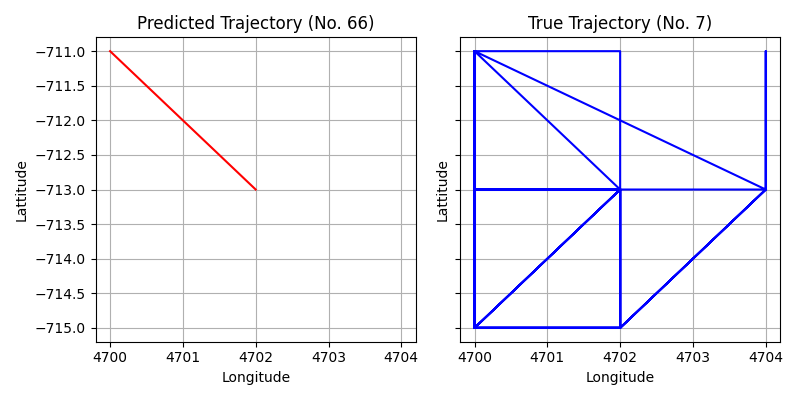 Predicted Trajectory (No. 66)
True Trajectory (No. 7)
−711.0
−711.5
−712.0
−712.5
−713.0
−713.5
−714.0
−714.5
−715.0
Lattitude
Lattitude
4700 4701 4702 4703 4704
4700 4701 4702 4703 4704
Longitude
Longitude